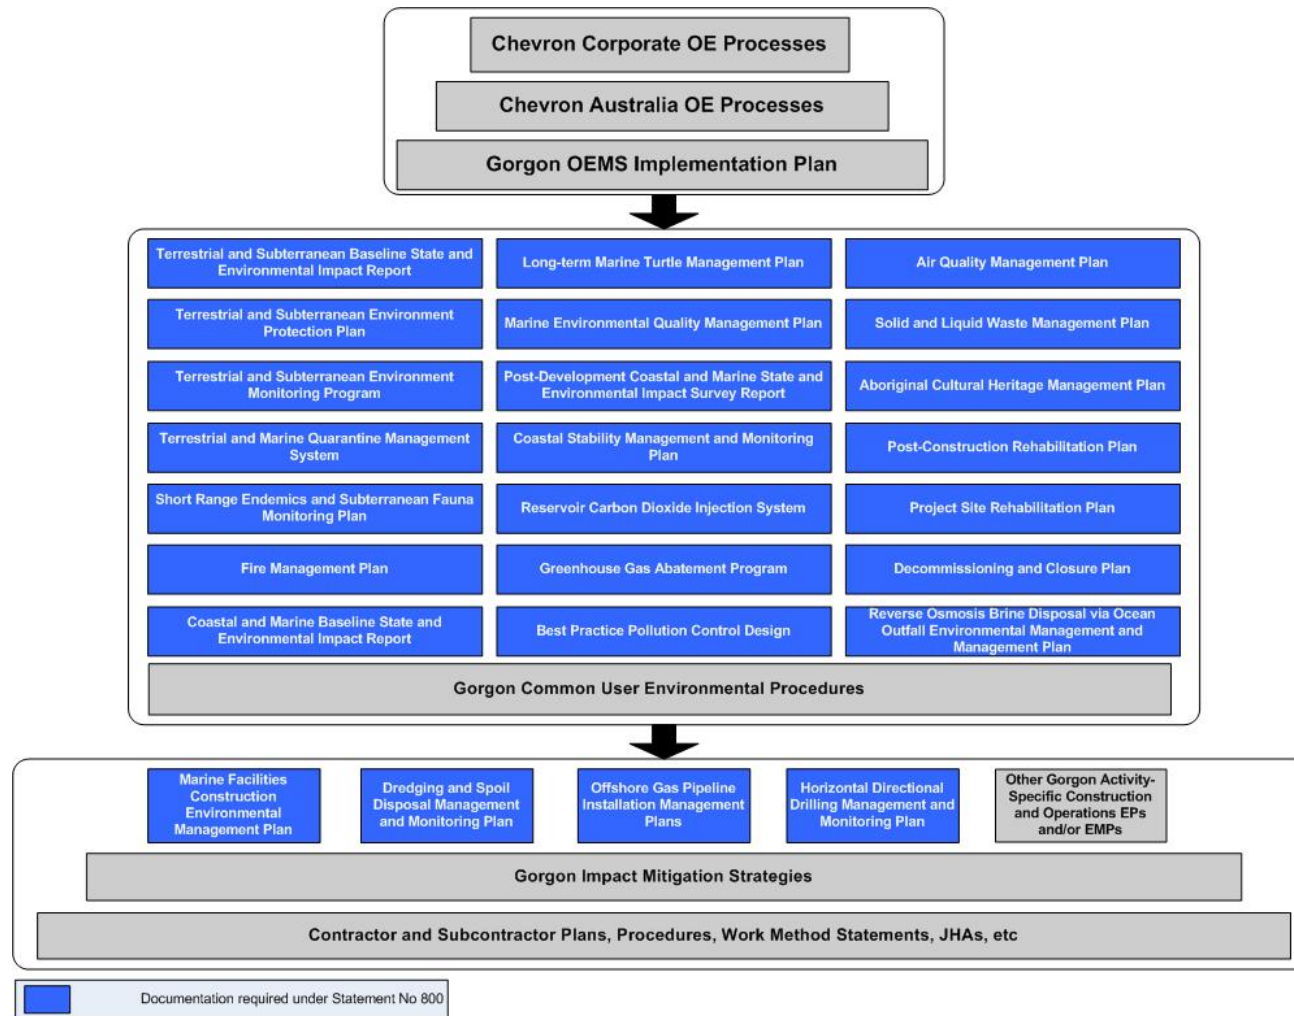 Chevron Corporate OE Processes
Chevron Australia OE Processes
Gorgon OEMS Implementation Plan
Terrestrial and Subterranean Baseline State and
Environmental Impact Report
Long-term Marine Turtle Management Plan
Air Quality Management Plan
Terrestrial and Subterranean Environment
Protection Plan
Marine Environmental Quality Management Plan
Solid and Liquid Waste Management Plan
Terrestrial and Subterranean Environment
Monitoring Program
Post-Development Coastal and Marine State and
Environmental Impact Survey Report
Aboriginal Cultural Heritage Management Plan
Terrestrial and Marine Quarantine Management
System
Coastal Stability Management and Monitoring
Plan
Post-Construction Rehabilitation Plan
Short Range Endemics and Subterranean Fauna
Monitoring Plan
Reservoir Carbon Dioxide Injection System
Project Site Rehabilitation Plan
Fire Management Plan
Greenhouse Gas Abatement Program
Decommissioning and Closure Plan
Coastal and Marine Baseline State and
Environmental Impact Report
Best Practice Pollution Control Design
Reverse Osmosis Brine Disposal via Ocean
Outfall Environmental Management and
Management Plan
Gorgon Common User Environmental Procedures
Marine Facilities
Construction
Environmental
Management Plan
Dredging and Spoil
Disposal Management
and Monitoring Plan
Offshore Gas Pipeline
Installation Management
Plans
Horizontal Directional
Drilling Management and
Monitoring Plan
Other Gorgon Activity-
Specific Construction
and Operations EPs
and/or EMPs
Gorgon Impact Mitigation Strategies
Contractor and Subcontractor Plans, Procedures, Work Method Statements, JHAs, etc
Documentation required under Statement No 800